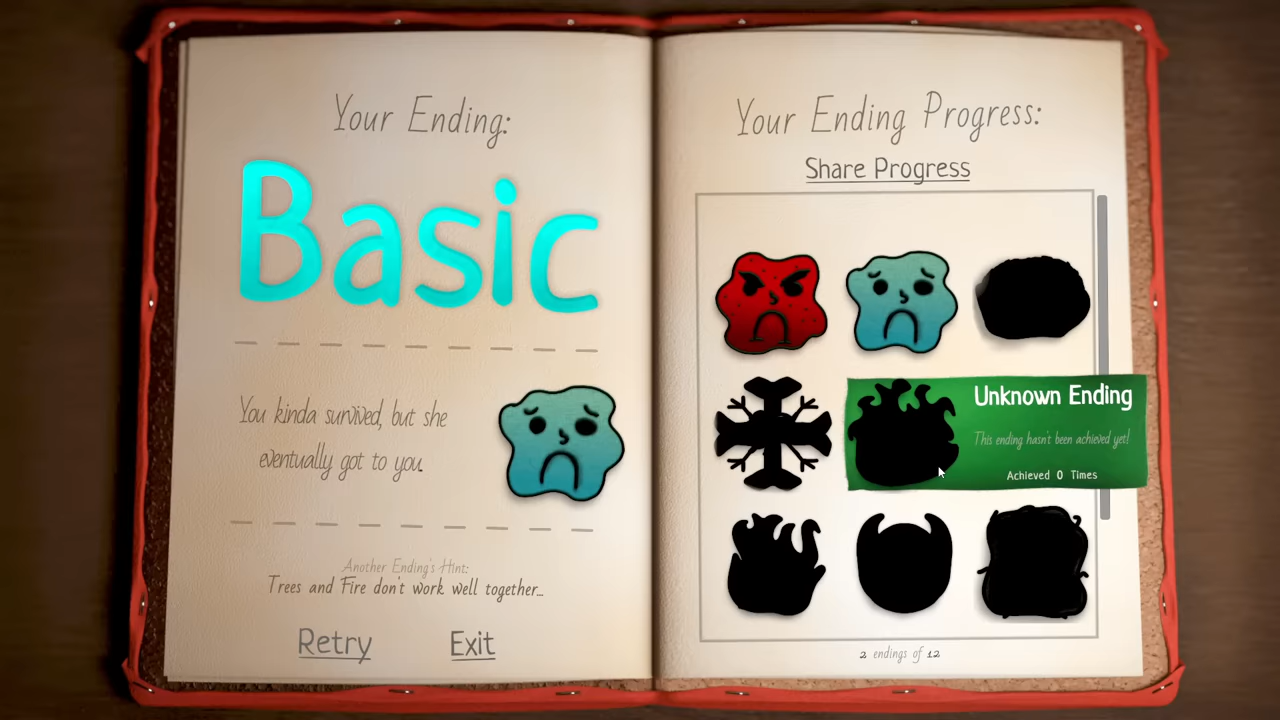 Your Ending:
Basic
You kinda survived, but she
eventually got to you.
Another Ending's Hint:
Trees and Fire don't work well together...
Retry
Exit
Your Ending Progress:
Share Progress
Unknown Ending
This ending hasn't been achieved yet!
Achieved 0 Times
2 endings of 12